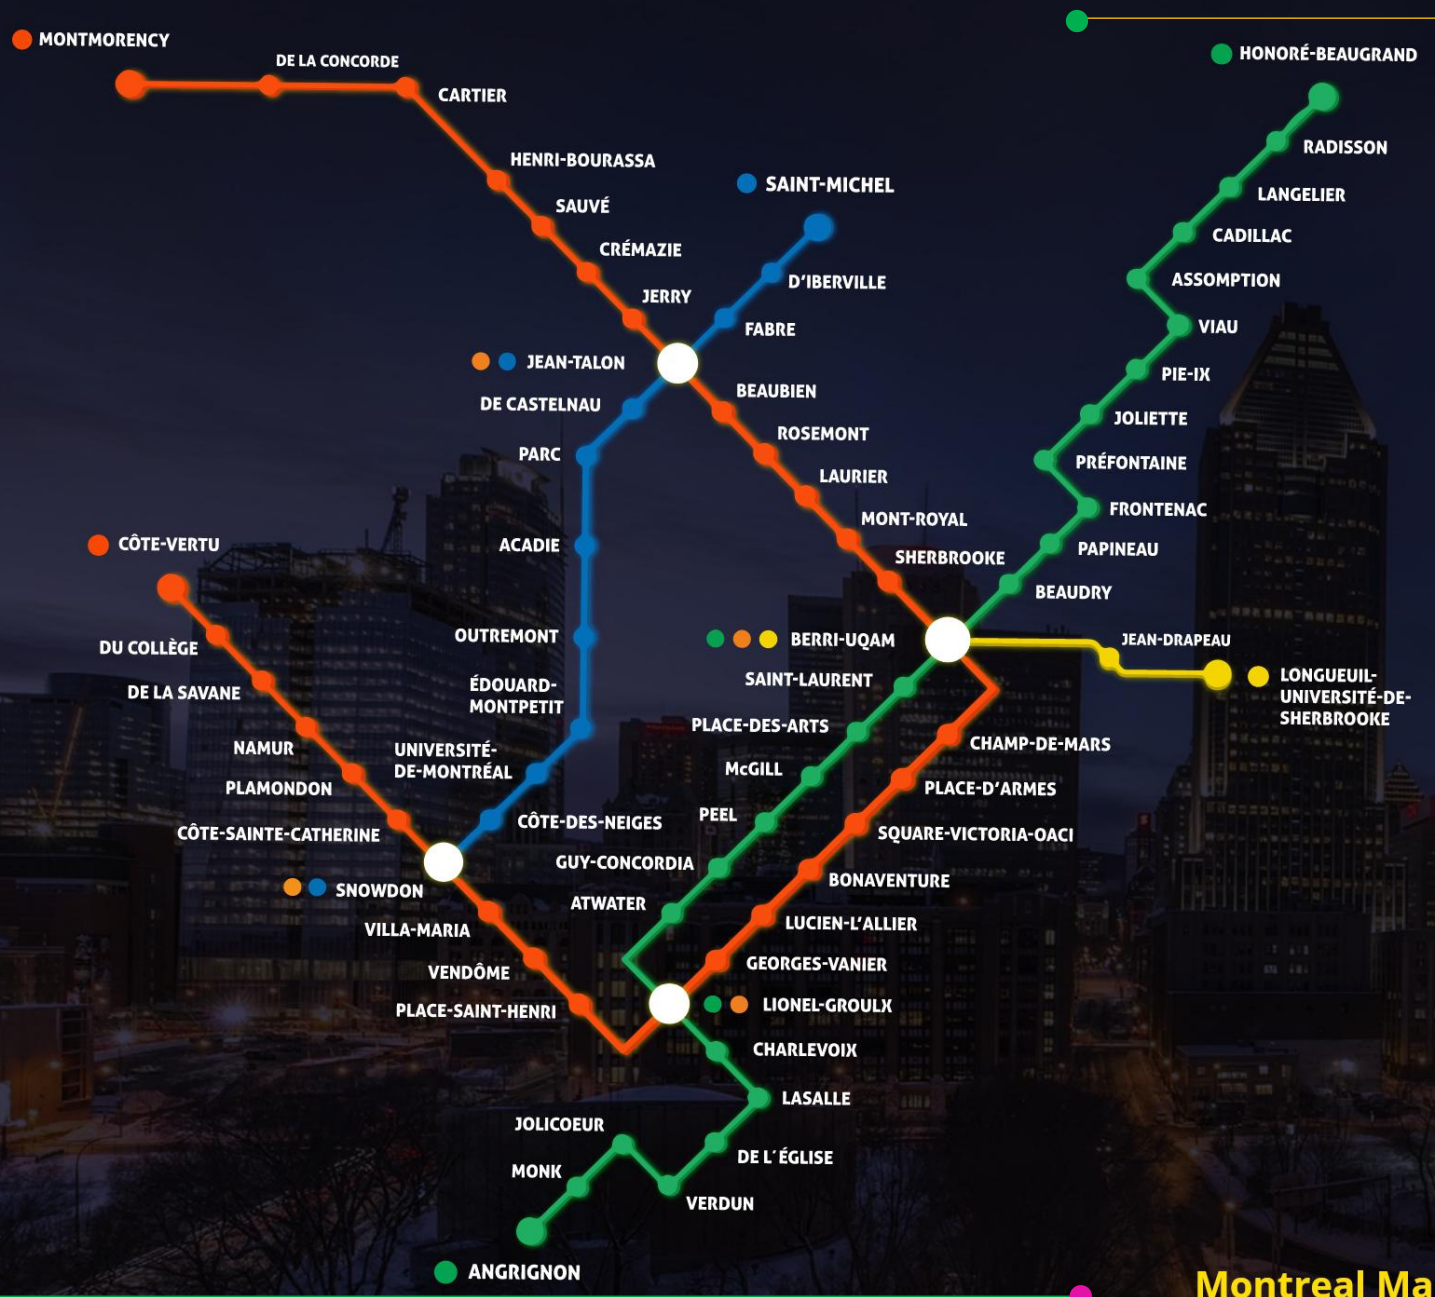 MONTMORENCY
DE LA CONCORDE
CARTIER
HONORÉ-BEAUGRAND
RADISSON
HENRI-BOURASSA
SAINT-MICHEL
LANGELIER
SAUVÉ
CADILLAC
CRÉMAZIE
D'IBERVILLE
ASSOMPTION
JERRY
FABRE
VIAU
JEAN-TALON
PIE-IX
BEAUBIEN
DE CASTELNAU
JOLIETTE
ROSEMONT
PARC
PRÉFONTAINE
LAURIER
FRONTENAC
MONT-ROYAL
CÔTE-VERTU
ACADIE
PAPINEAU
SHERBROOKE
BEAUDRY
OUTREMONT
BERRI-UQAM
JEAN-DRAPEAU
DU COLLÈGE
SAINT-LAURENT
LONGUEUIL-
UNIVERSITÉ-DE-
SHERBROOKE
DE LA SAVANE
ÉDOUARD-
MONTPETIT
PLACE-DES-ARTS
NAMUR
UNIVERSITÉ-
DE-MONTRÉAL
CHAMP-DE-MARS
McGILL
PLAMONDON
PLACE-D'ARMES
PEEL
CÔTE-SAINTE-CATHERINE
CÔTE-DES-NEIGES
SQUARE-VICTORIA-OACI
GUY-CONCORDIA
BONAVENTURE
SNOWDON
ATWATER
LUCIEN-L'ALLIER
VILLA-MARIA
GEORGES-VANIER
VENDÔME
PLACE-SAINT-HENRI
LIONEL-GROULX
CHARLEVOIX
LASALLE
JOLICOEUR
DE L'ÉGLISE
MONK
VERDUN
ANGRIGNON
Montreal Ma